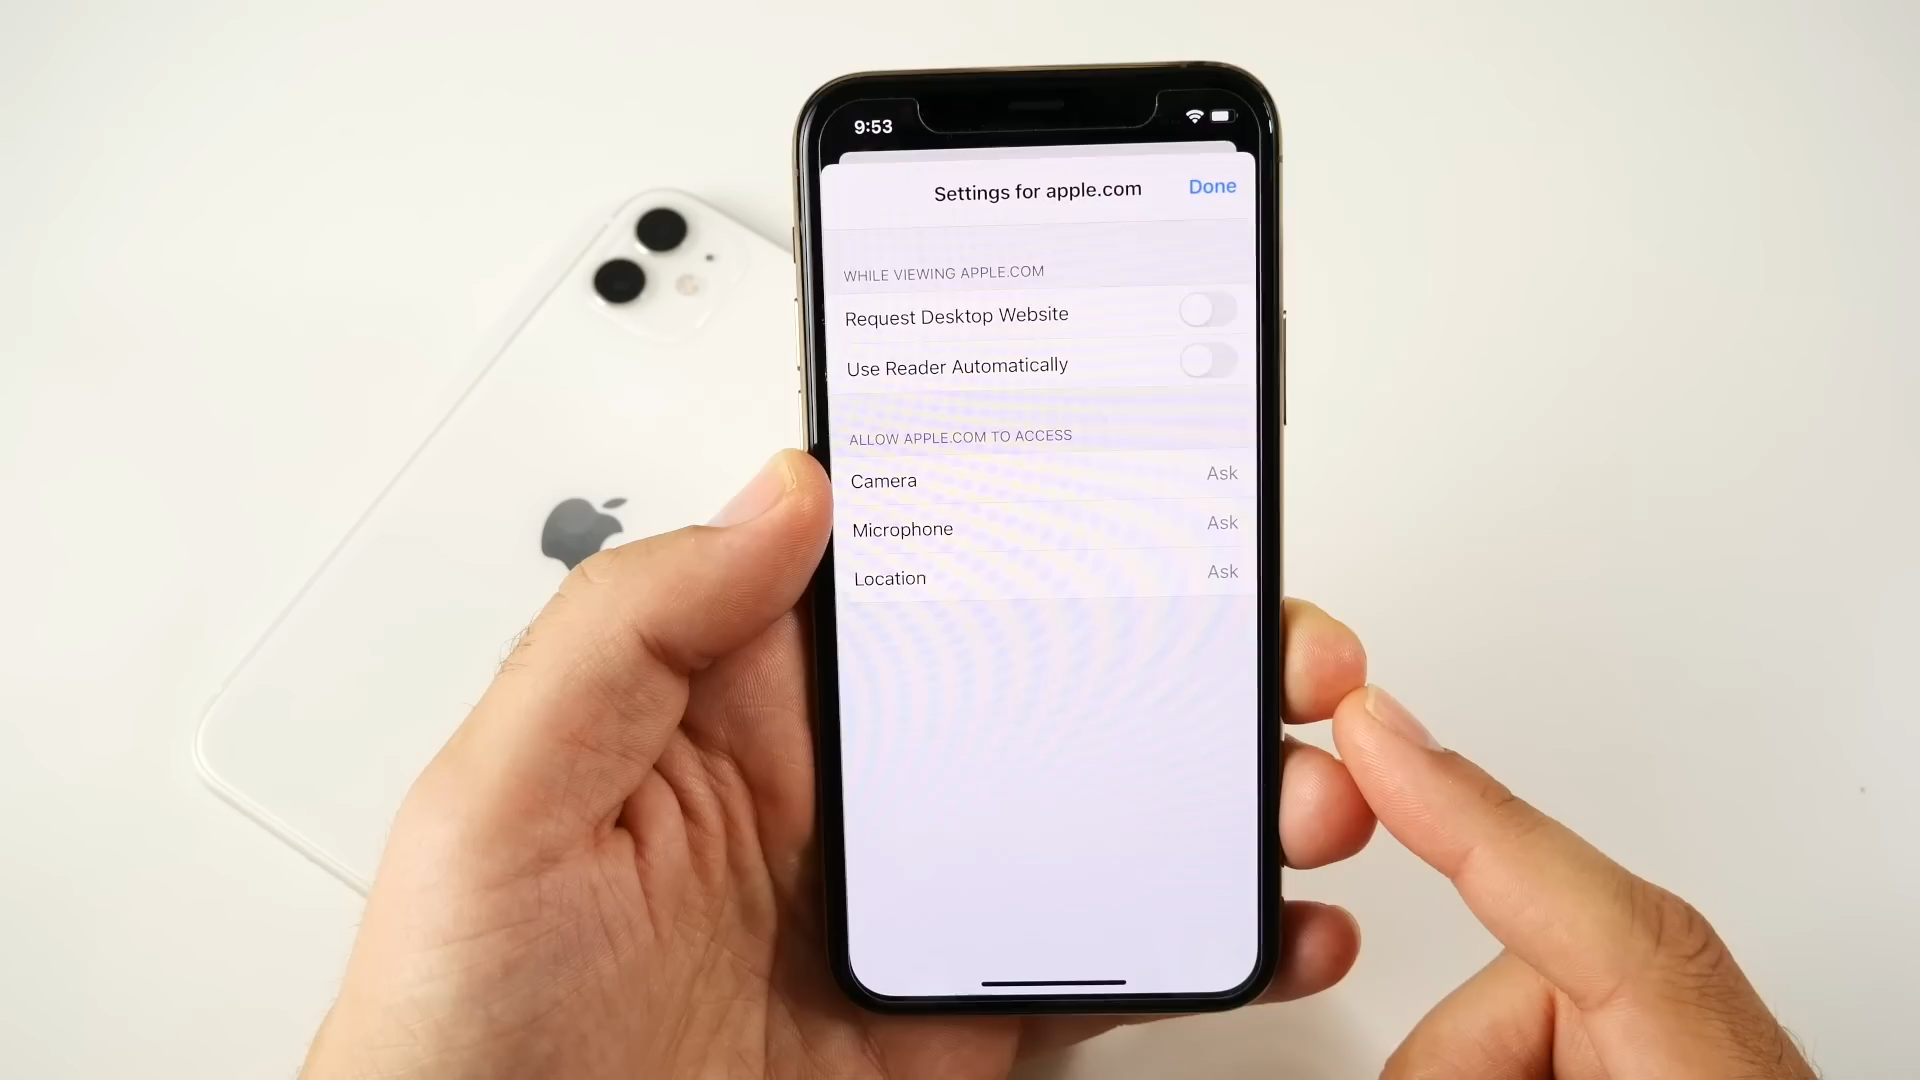 9:53
Settings for apple.com
Done
WHILE VIEWING APPLE.COM
Request Desktop Website
Use Reader Automatically
ALLOW APPLE.COM TO ACCESS
Camera Ask
Microphone Ask
Location Ask